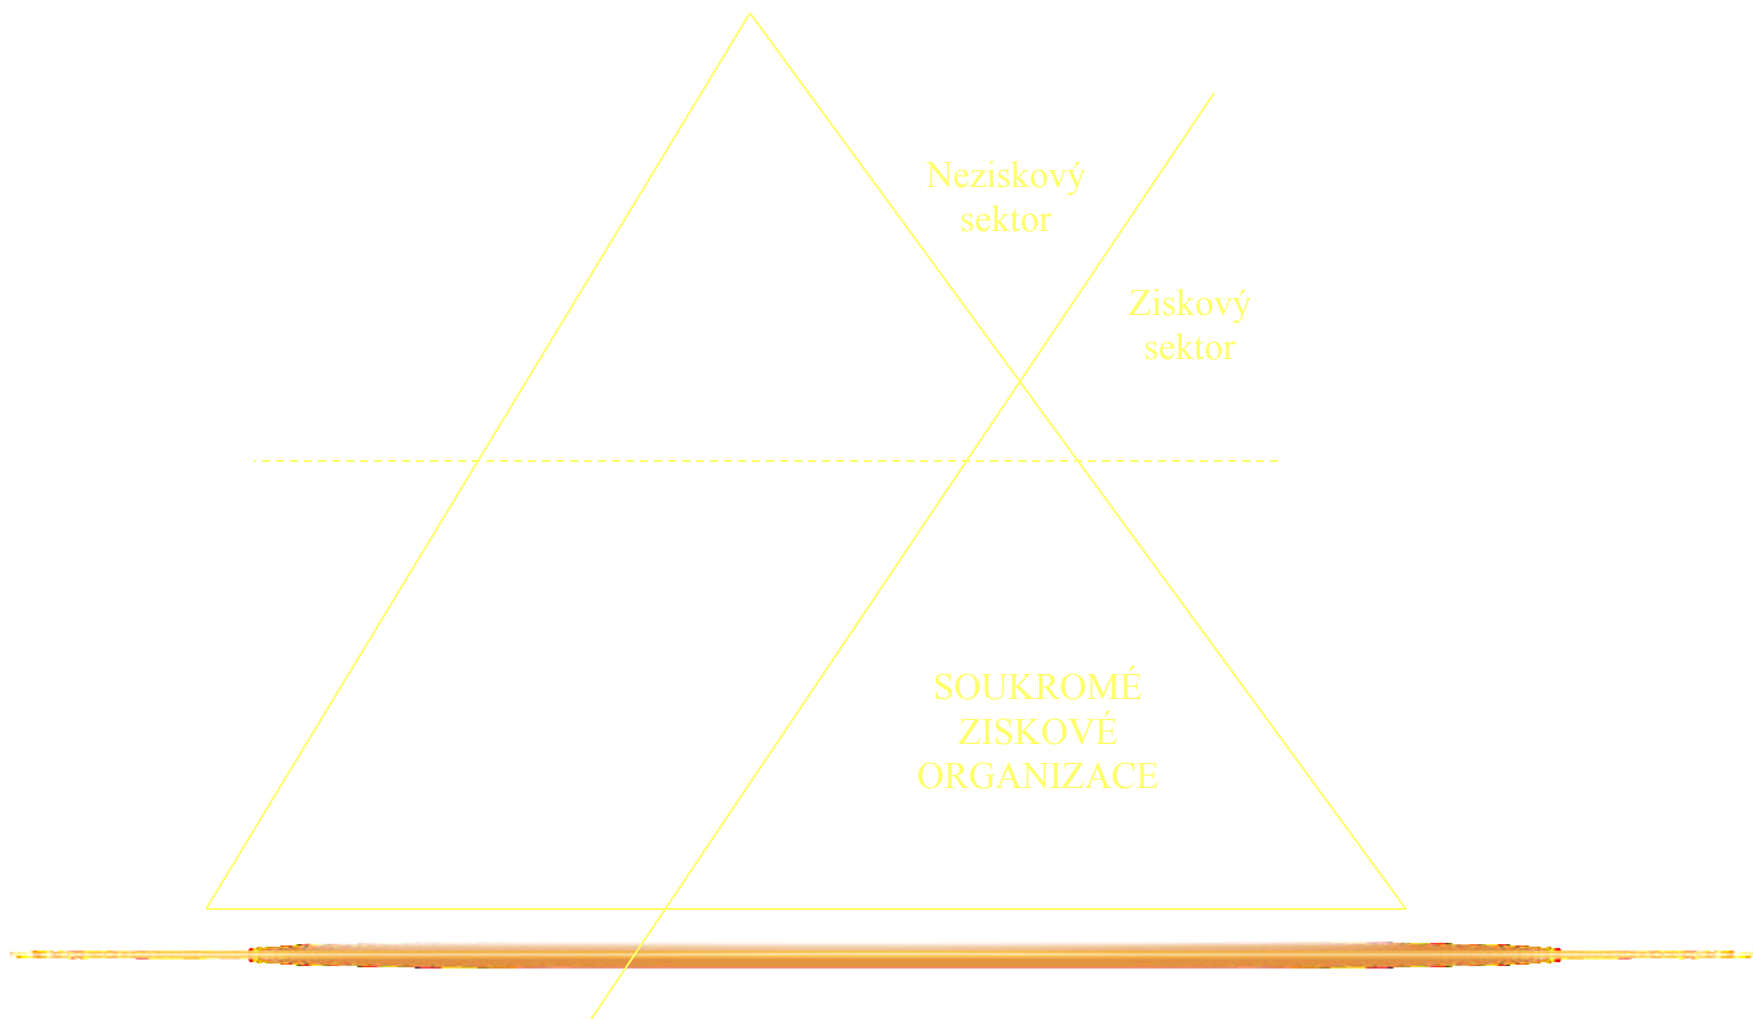 Neziskový
sektor
Ziskový
sektor
SOUKROMÉ
ZISKOVÉ
ORGANIZACE